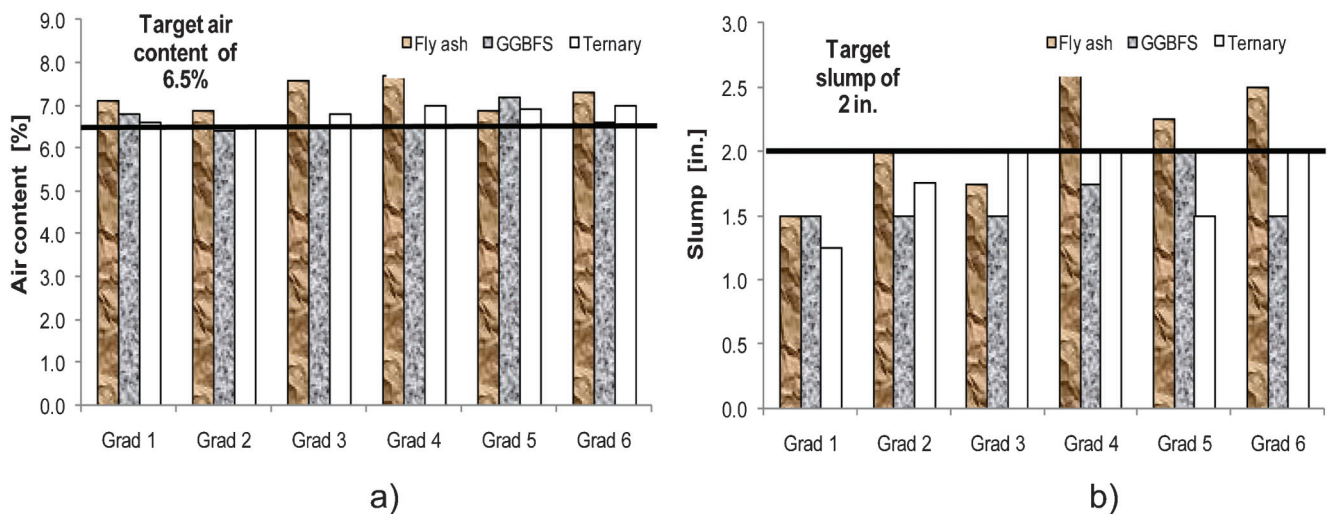 Target air
content of
6.5%
Fly ash GGBFS Ternary
9.0
8.0
7.0
6.0
5.0
4.0
3.0
2.0
1.0
0.0
Air content [%]
Grad 1 Grad 2 Grad 3 Grad 4 Grad 5 Grad 6
a)
Target
slump of
2 in.
Fly ash GGBFS Ternary
3.0
2.5
2.0
1.5
1.0
0.5
0.0
Slump [in.]
Grad 1 Grad 2 Grad 3 Grad 4 Grad 5 Grad 6
b)